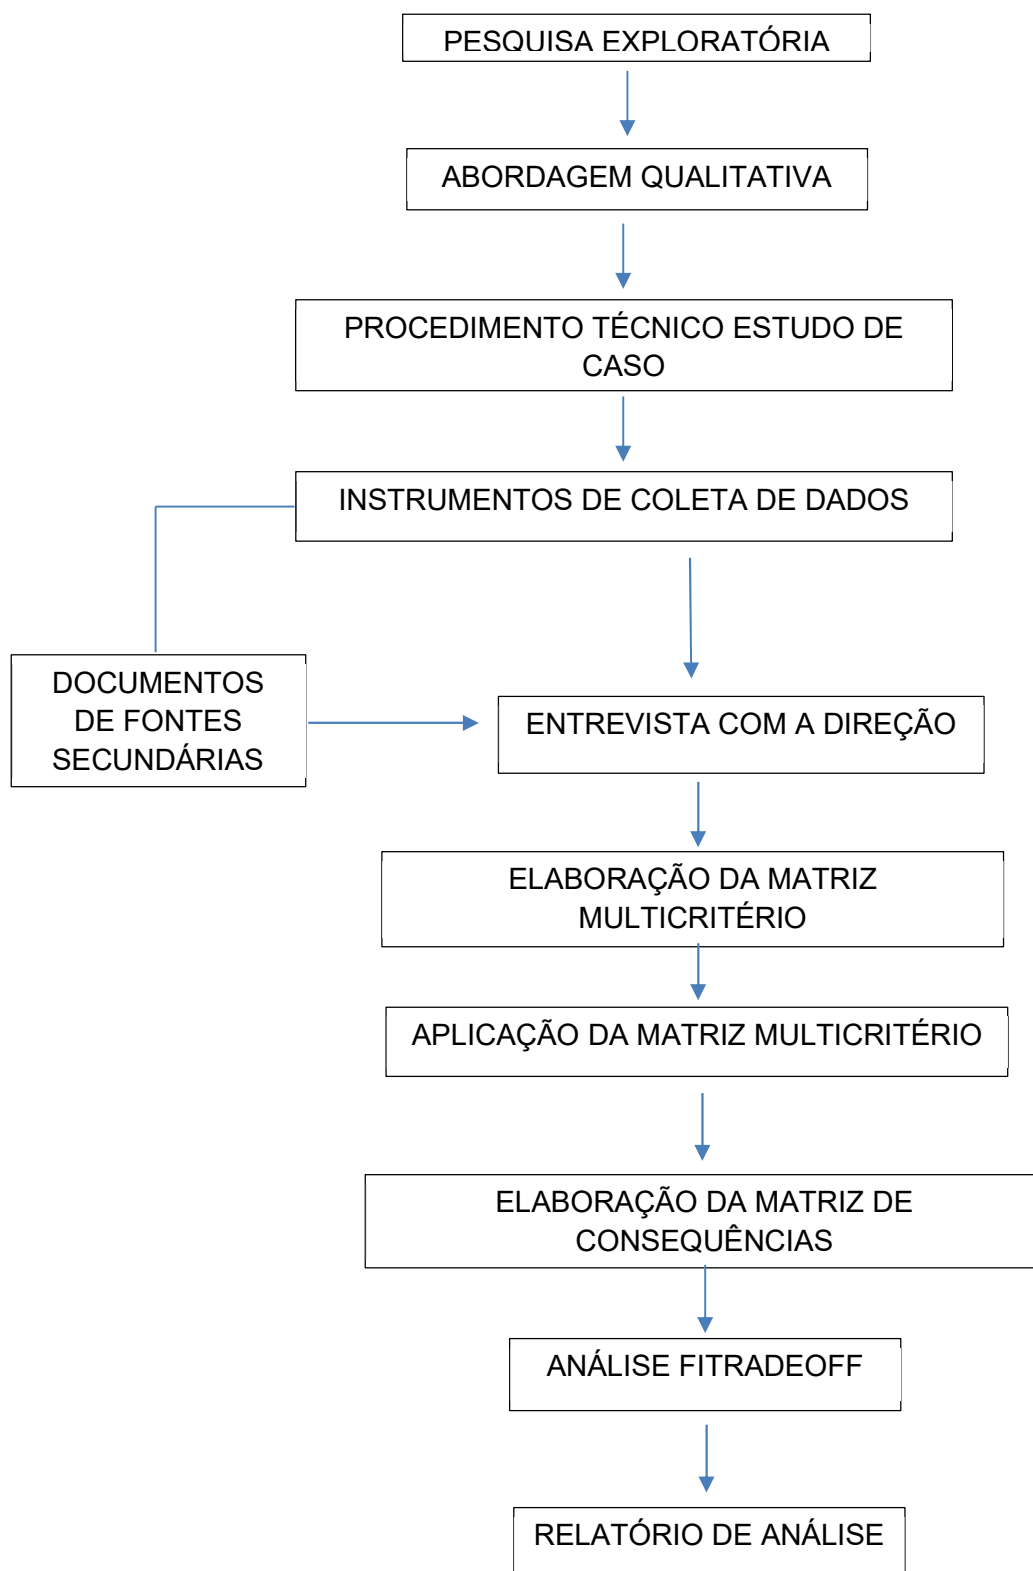 PESQUISA EXPLORATÓRIA
ABORDAGEM QUALITATIVA
PROCEDIMENTO TÉCNICO ESTUDO DE
CASO
INSTRUMENTOS DE COLETA DE DADOS
DOCUMENTOS
DE FONTES
SECUNDÁRIAS
ENTREVISTA COM A DIREÇÃO
ELABORAÇÃO DA MATRIZ
MULTICRITÉRIO
APLICAÇÃO DA MATRIZ MULTICRITÉRIO
ELABORAÇÃO DA MATRIZ DE
CONSEQUÊNCIAS
ANÁLISE FITRADEOFF
RELATÓRIO DE ANÁLISE